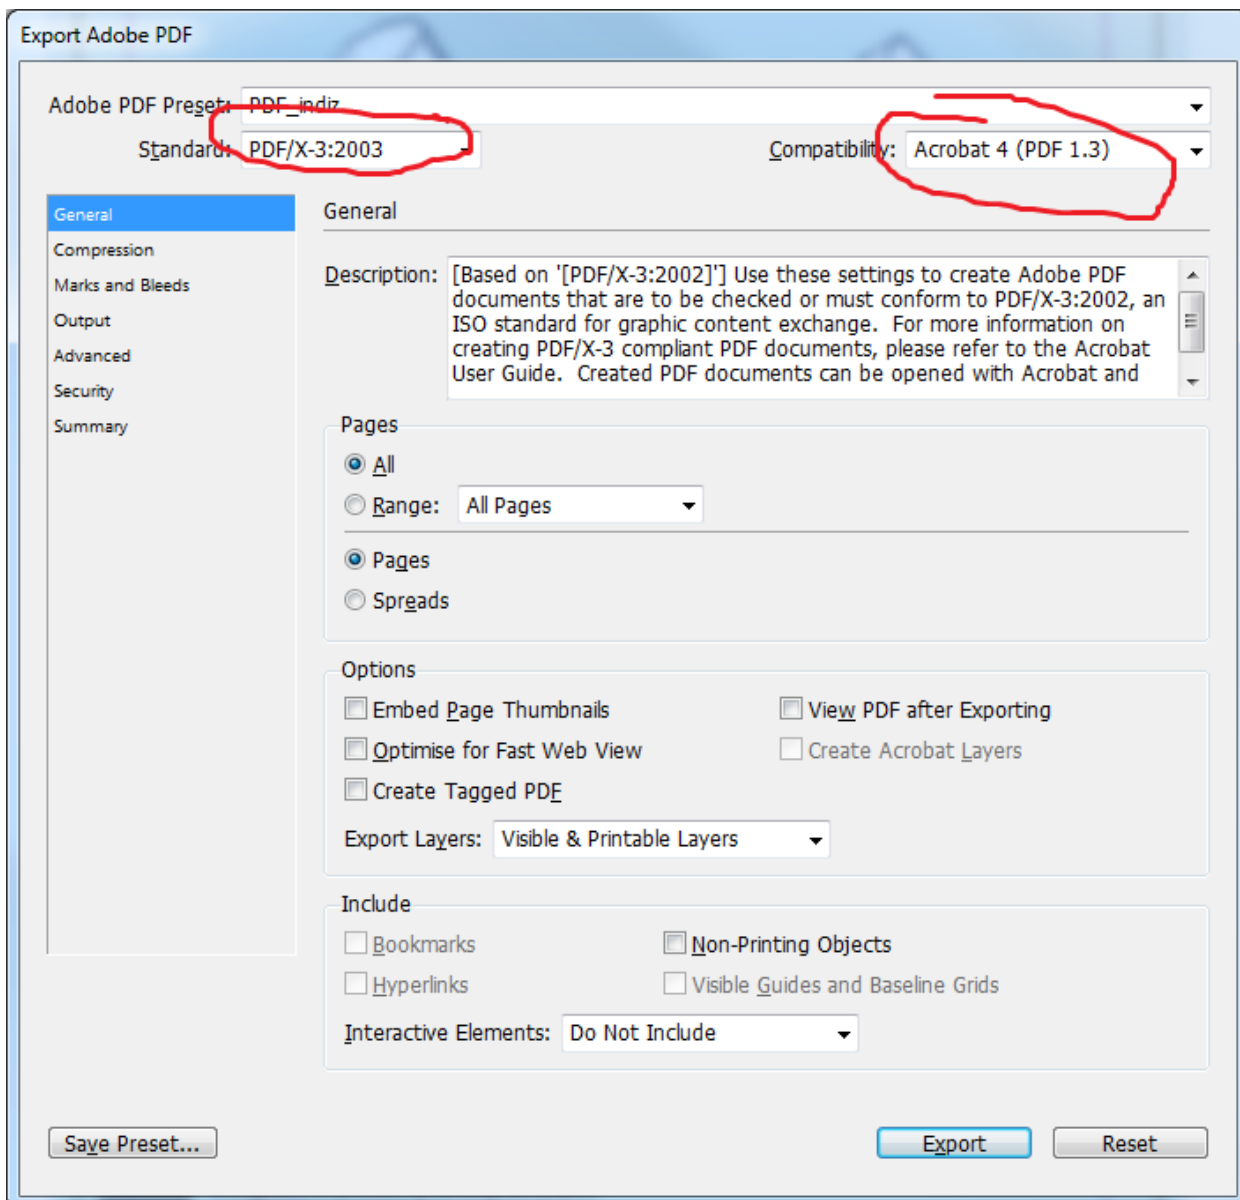 Export Adobe PDF
Adobe PDF Preset: PDF_indiz
Standard: PDF/X-3:2003
Compatibility: Acrobat 4 (PDF 1.3)
General
Compression
Marks and Bleeds
Output
Advanced
Security
Summary
General
Description: [Based on '[PDF/X-3:2002]'] Use these settings to create Adobe PDF
documents that are to be checked or must conform to PDF/X-3:2002, an
ISO standard for graphic content exchange.  For more information on
creating PDF/X-3 compliant PDF documents, please refer to the Acrobat
User Guide.  Created PDF documents can be opened with Acrobat and
Pages
All
Range: All Pages
Pages
Spreads
Options
Embed Page Thumbnails
View PDF after Exporting
Optimise for Fast Web View
Create Acrobat Layers
Create Tagged PDF
Export Layers: Visible & Printable Layers
Include
Bookmarks
Non-Printing Objects
Hyperlinks
Visible Guides and Baseline Grids
Interactive Elements: Do Not Include
Save Preset...
Export
Reset